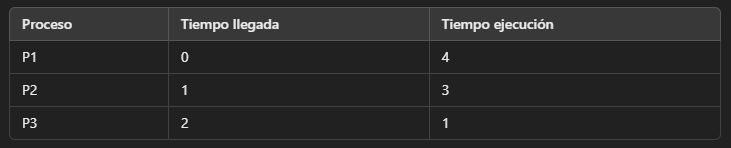 Proceso Tiempo llegada Tiempo ejecución
P1 0 4
P2 1 3
P3 2 1